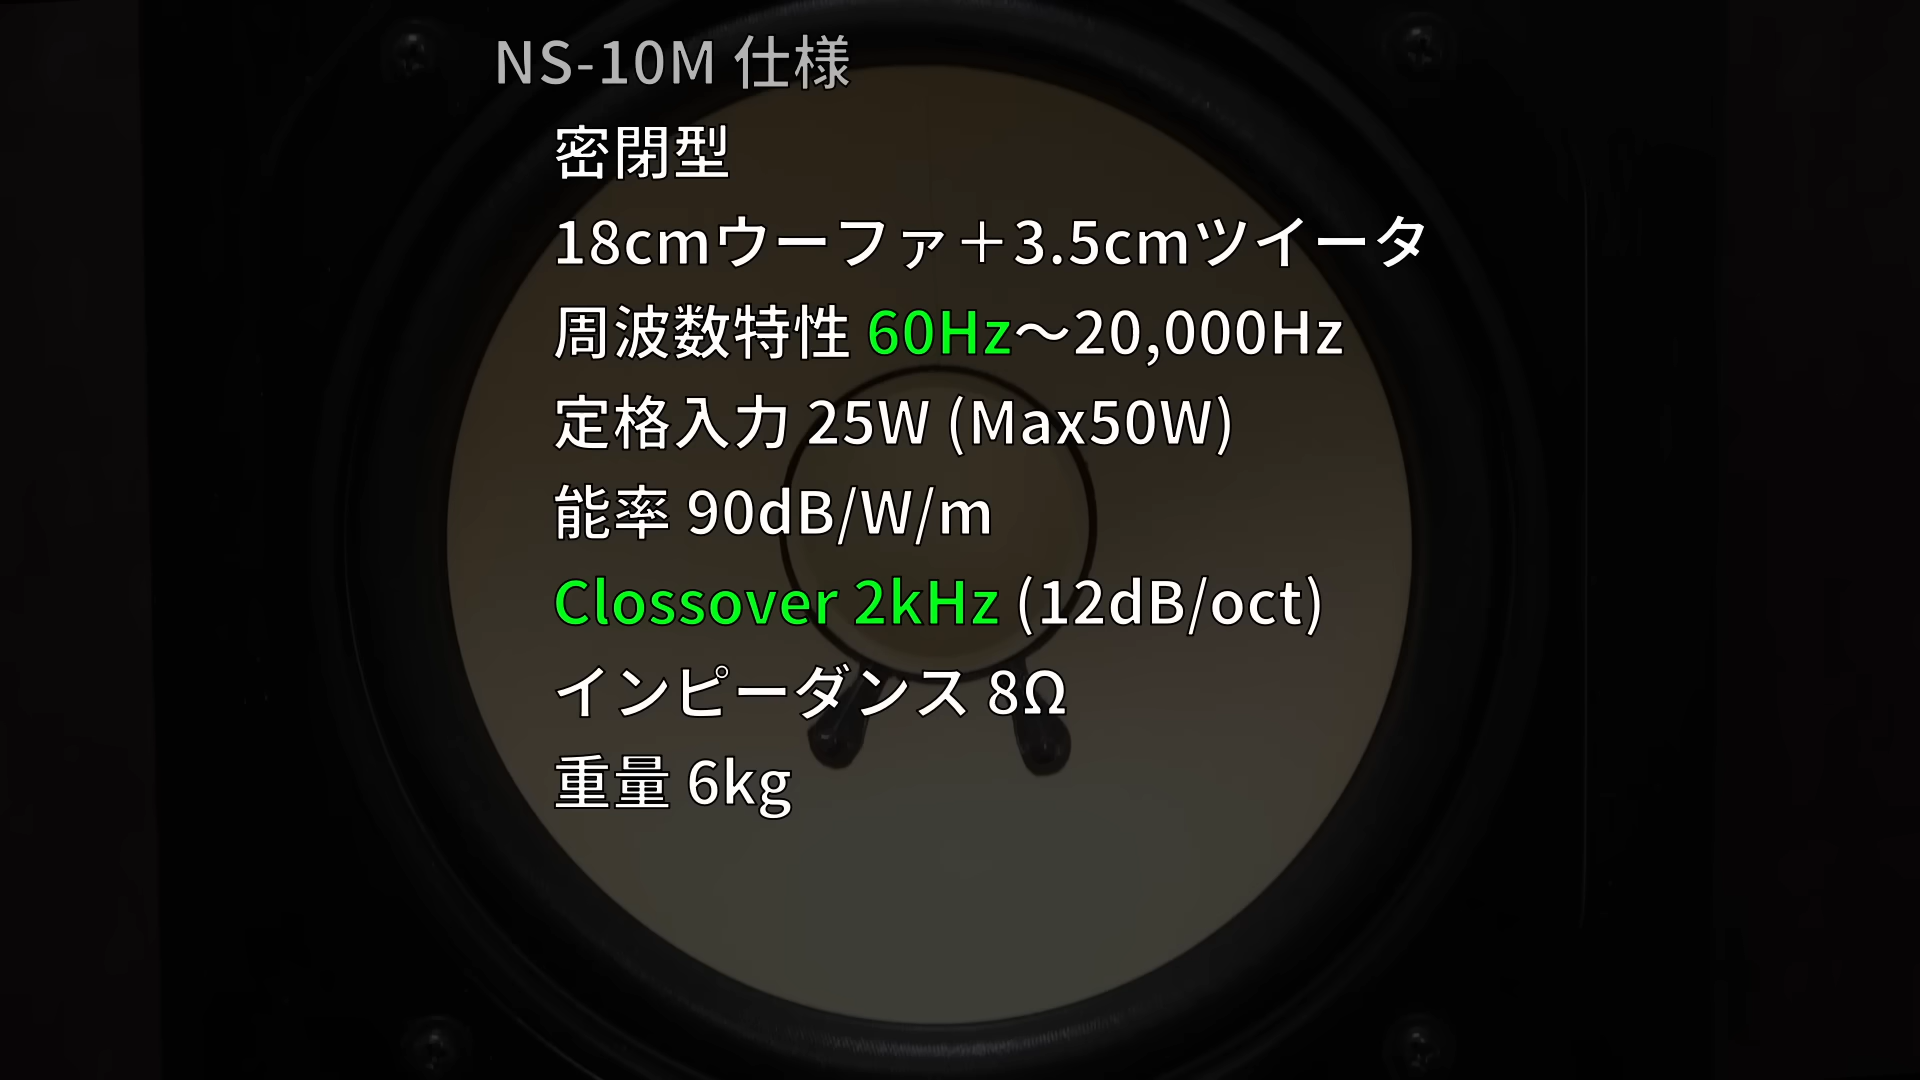 NS-10M 仕様
密閉型
18cmウーファ＋3.5cmツイータ
周波数特性 60Hz～20,000Hz
定格入力 25W (Max50W)
能率 90dB/W/m
Clossover 2kHz (12dB/oct)
インピーダンス 8Ω
重量 6kg